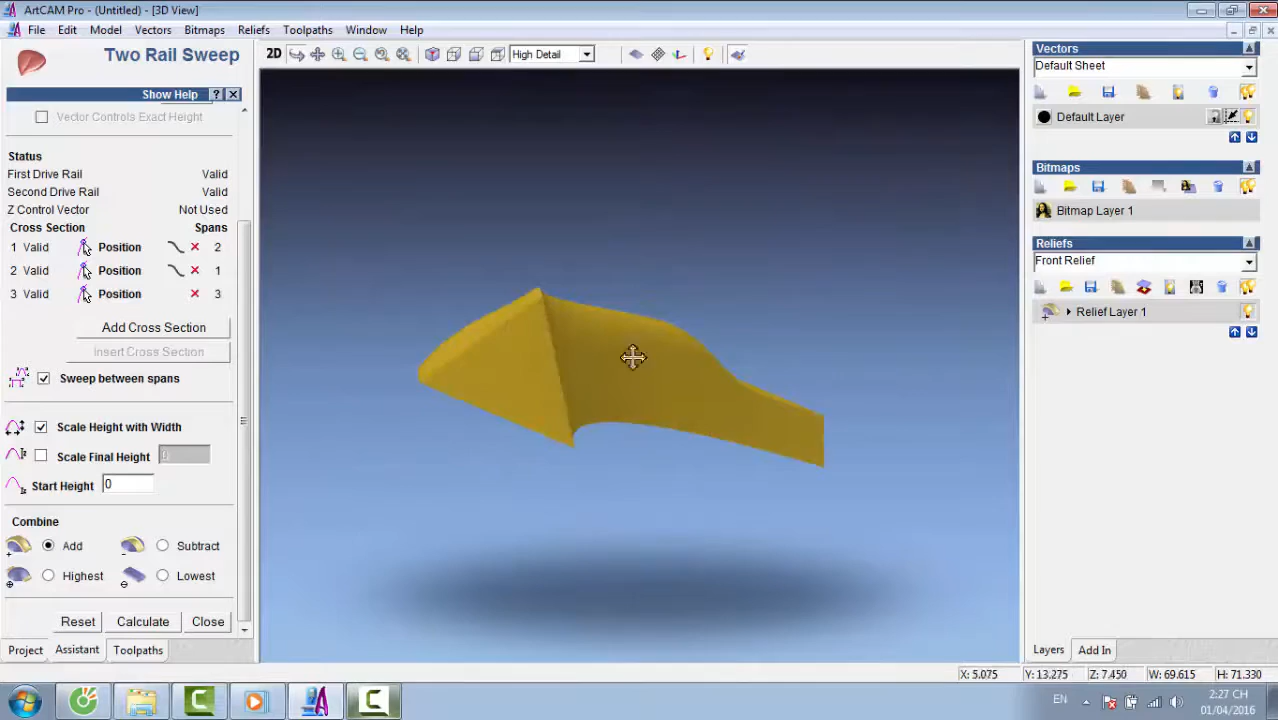 ArtCAM Pro - (Untitled) - [3D View]
File Edit Model Vectors Bitmaps Reliefs Toolpaths Window Help
Two Rail Sweep
Show Help ? X
Vector Controls Exact Height
Status
First Drive Rail Valid
Second Drive Rail Valid
Z Control Vector Not Used
Cross Section Spans
1 Valid Position 2
2 Valid Position 1
3 Valid Position 3
Add Cross Section
Insert Cross Section
Sweep between spans
Scale Height with Width
Scale Final Height 0
Start Height 0
Combine
Add Subtract
Highest Lowest
Reset Calculate Close
Project Assistant Toolpaths
2D High Detail
Vectors
Default Sheet
Default Layer
Bitmaps
Bitmap Layer 1
Reliefs
Front Relief
Relief Layer 1
Layers Add In
X: 5.075 Y: 13.275 Z: 7.450 W: 69.615 H: 71.330
EN 2:27 CH
01/04/2016